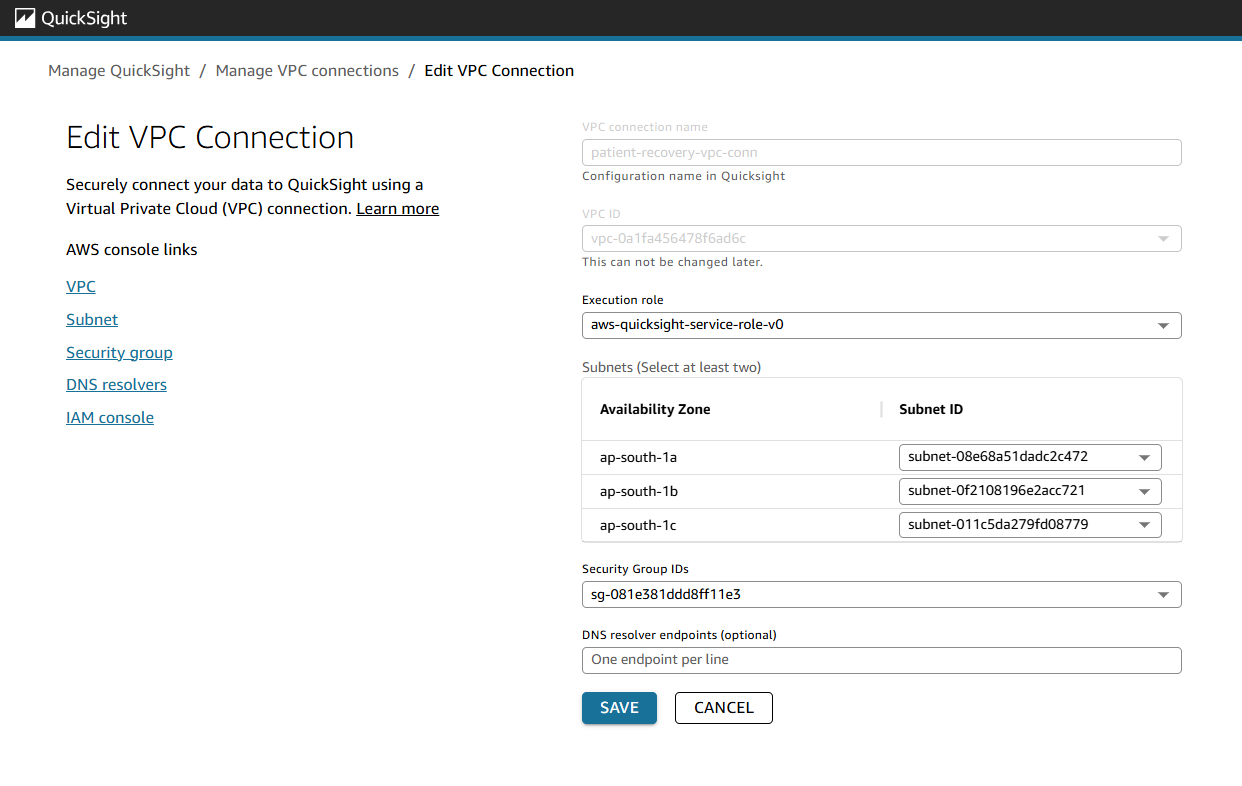 QuickSight
Manage QuickSight / Manage VPC connections / Edit VPC Connection
Edit VPC Connection
Securely connect your data to QuickSight using a
Virtual Private Cloud (VPC) connection. Learn more
AWS console links
VPC
Subnet
Security group
DNS resolvers
IAM console
VPC connection name
patient-recovery-vpc-conn
Configuration name in Quicksight
VPC ID
vpc-0a1fa456478f6ad6c
This can not be changed later.
Execution role
aws-quicksight-service-role-v0
Subnets (Select at least two)
Availability Zone Subnet ID
ap-south-1a subnet-08e68a51dadc2c472
ap-south-1b subnet-0f2108196e2acc721
ap-south-1c subnet-011c5da279fd08779
Security Group IDs
sg-081e381ddd8ff11e3
DNS resolver endpoints (optional)
One endpoint per line
SAVE CANCEL